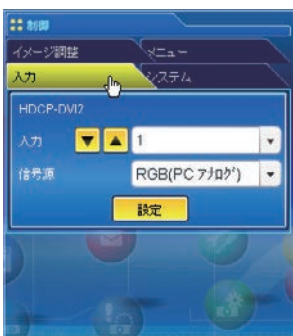 制御
イメージ調整 メニュー
入力 システム
HDCP-DVI2
入力 1
信号源 RGB(PC ｱﾅﾛｸﾞ)
設定